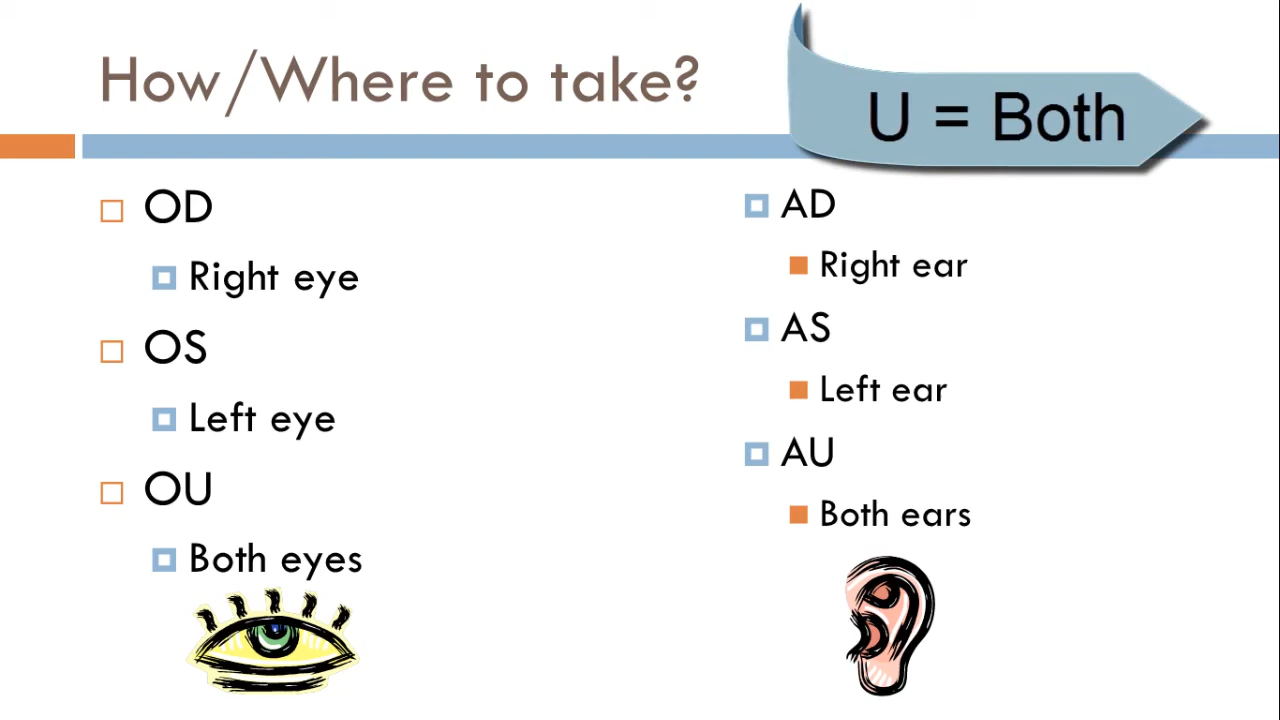 How/Where to take?
U = Both
OD
Right eye
OS
Left eye
OU
Both eyes
AD
Right ear
AS
Left ear
AU
Both ears